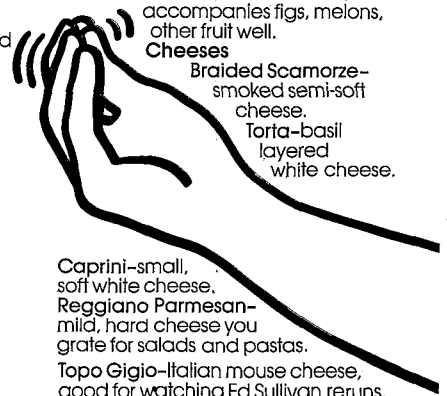 accompanies figs, melons,
other fruit well.
Cheeses
Braided Scamorze-
smoked semi-soft
cheese.
Torta-basil
layered
white cheese.
Caprini-small,
soft white cheese.
Reggiano Parmesan-
mild, hard cheese you
grate for salads and pastas.
Topo Gigio-Italian mouse cheese,
good for watching Ed Sullivan reruns.